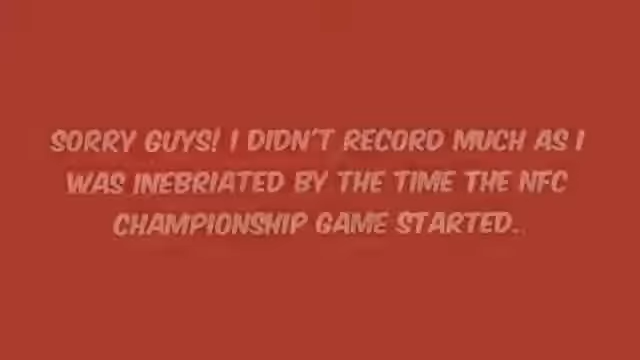 SORRY GUYS! I DIDN'T RECORD MUCH AS I
WAS INEBRIATED BY THE TIME THE NFC
CHAMPIONSHIP GAME STARTED..